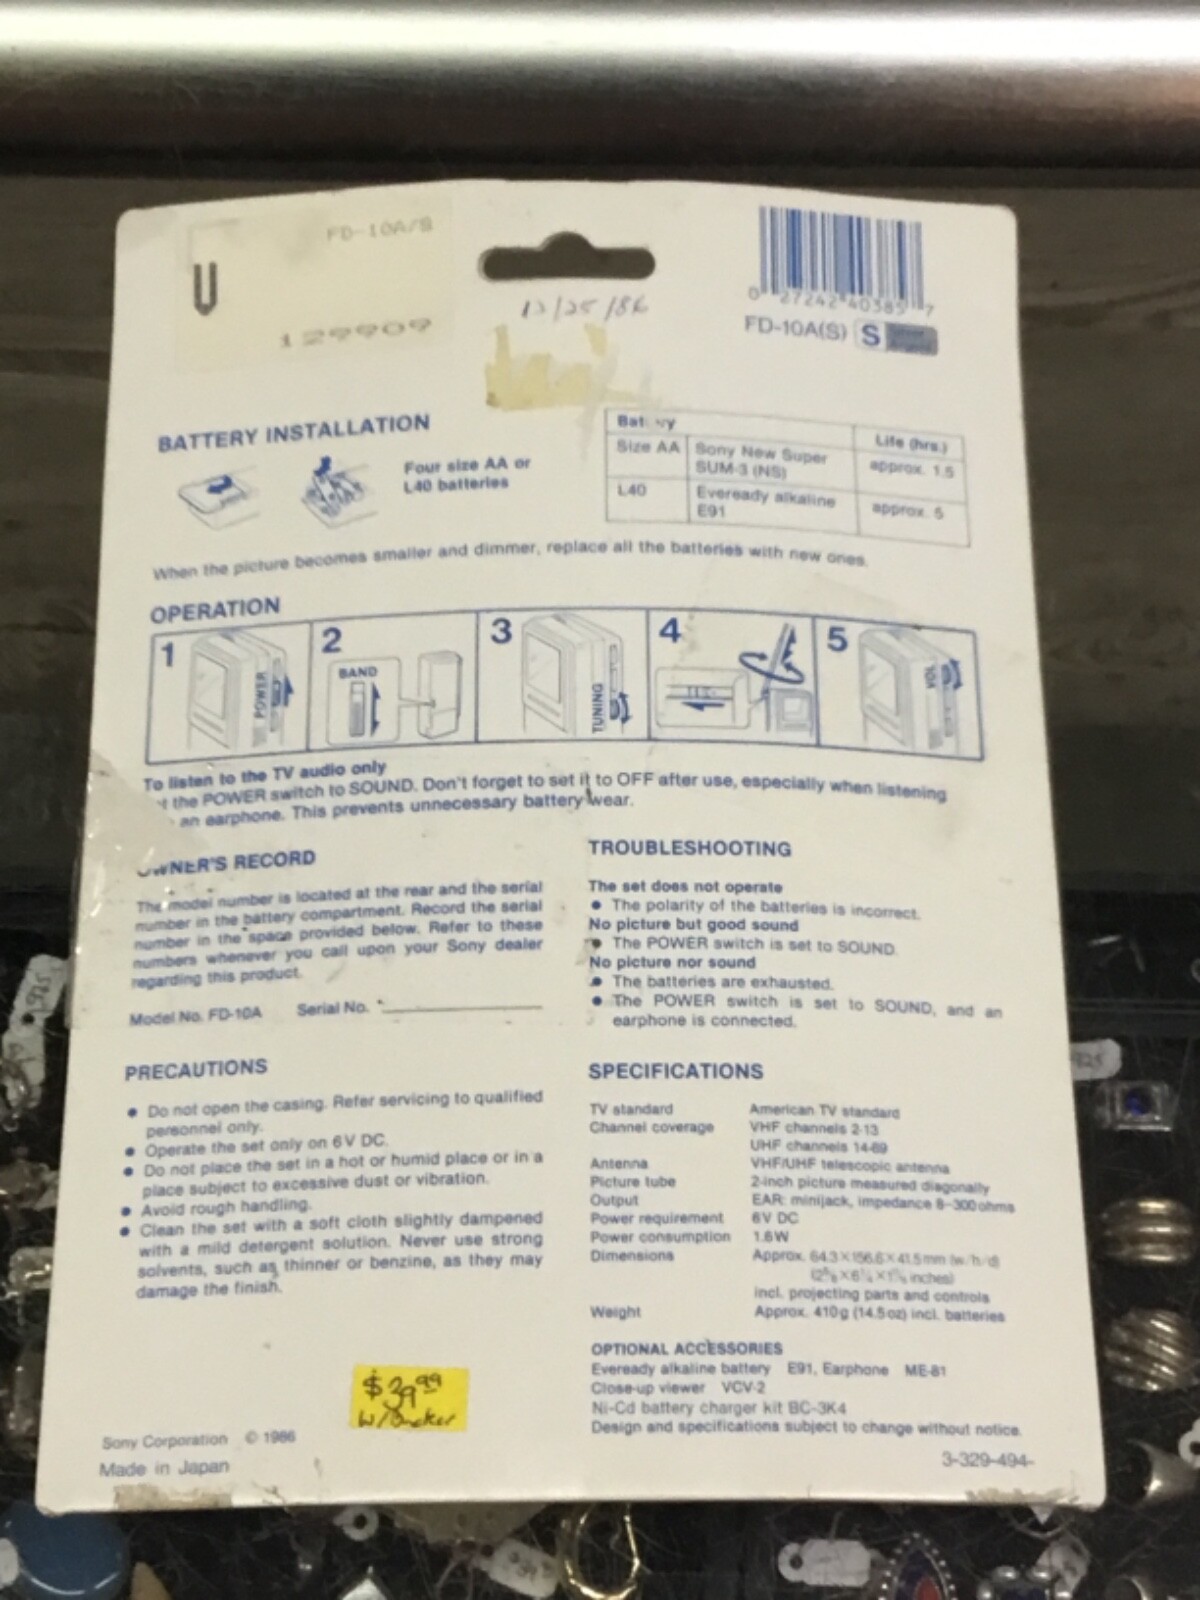 FD-10A/S
129909
12/25/86
0 27242 40385 7
FD-10A(S) S
BATTERY INSTALLATION
Four size AA or
L40 batteries
Life (hrs.)
Size AA Sony New Super
SUM-3 (NS) approx. 1.5
L40 Eveready alkaline
E91 approx. 5
When the picture becomes smaller and dimmer, replace all the batteries with new ones.
OPERATION
1 POWER
2 BAND
3 TUNING
4
5 VOL
To listen to the TV audio only
the POWER switch to SOUND. Don't forget to set it to OFF after use, especially when listening
an earphone. This prevents unnecessary battery wear.
OWNER'S RECORD
The model number is located at the rear and the serial
number in the battery compartment. Record the serial
number in the space provided below. Refer to these
numbers whenever you call upon your Sony dealer
regarding this product.
Model No. FD-10A Serial No.
TROUBLESHOOTING
The set does not operate
• The polarity of the batteries is incorrect.
No picture but good sound
• The POWER switch is set to SOUND.
No picture nor sound
• The batteries are exhausted.
• The POWER switch is set to SOUND, and an
earphone is connected.
PRECAUTIONS
• Do not open the casing. Refer servicing to qualified
personnel only.
• Operate the set only on 6V DC.
• Do not place the set in a hot or humid place or in a
place subject to excessive dust or vibration.
• Avoid rough handling.
• Clean the set with a soft cloth slightly dampened
with a mild detergent solution. Never use strong
solvents, such as thinner or benzine, as they may
damage the finish.
SPECIFICATIONS
TV standard American TV standard
Channel coverage VHF channels 2-13
UHF channels 14-69
Antenna VHF/UHF telescopic antenna
Picture tube 2-inch picture measured diagonally
Output EAR: minijack, impedance 8–300 ohms
Power requirement 6V DC
Power consumption 1.6W
Dimensions Approx. 64.3×156.6×41.5mm (w/h/d)
inches)
incl. projecting parts and controls
Weight Approx. 410g (14.5oz) incl. batteries
OPTIONAL ACCESSORIES
Eveready alkaline battery E91, Earphone ME-81
Close-up viewer VCV-2
Ni-Cd battery charger kit BC-3K4
Design and specifications subject to change without notice.
$39.99
Sony Corporation © 1986
Made in Japan
3-329-494-
925
925